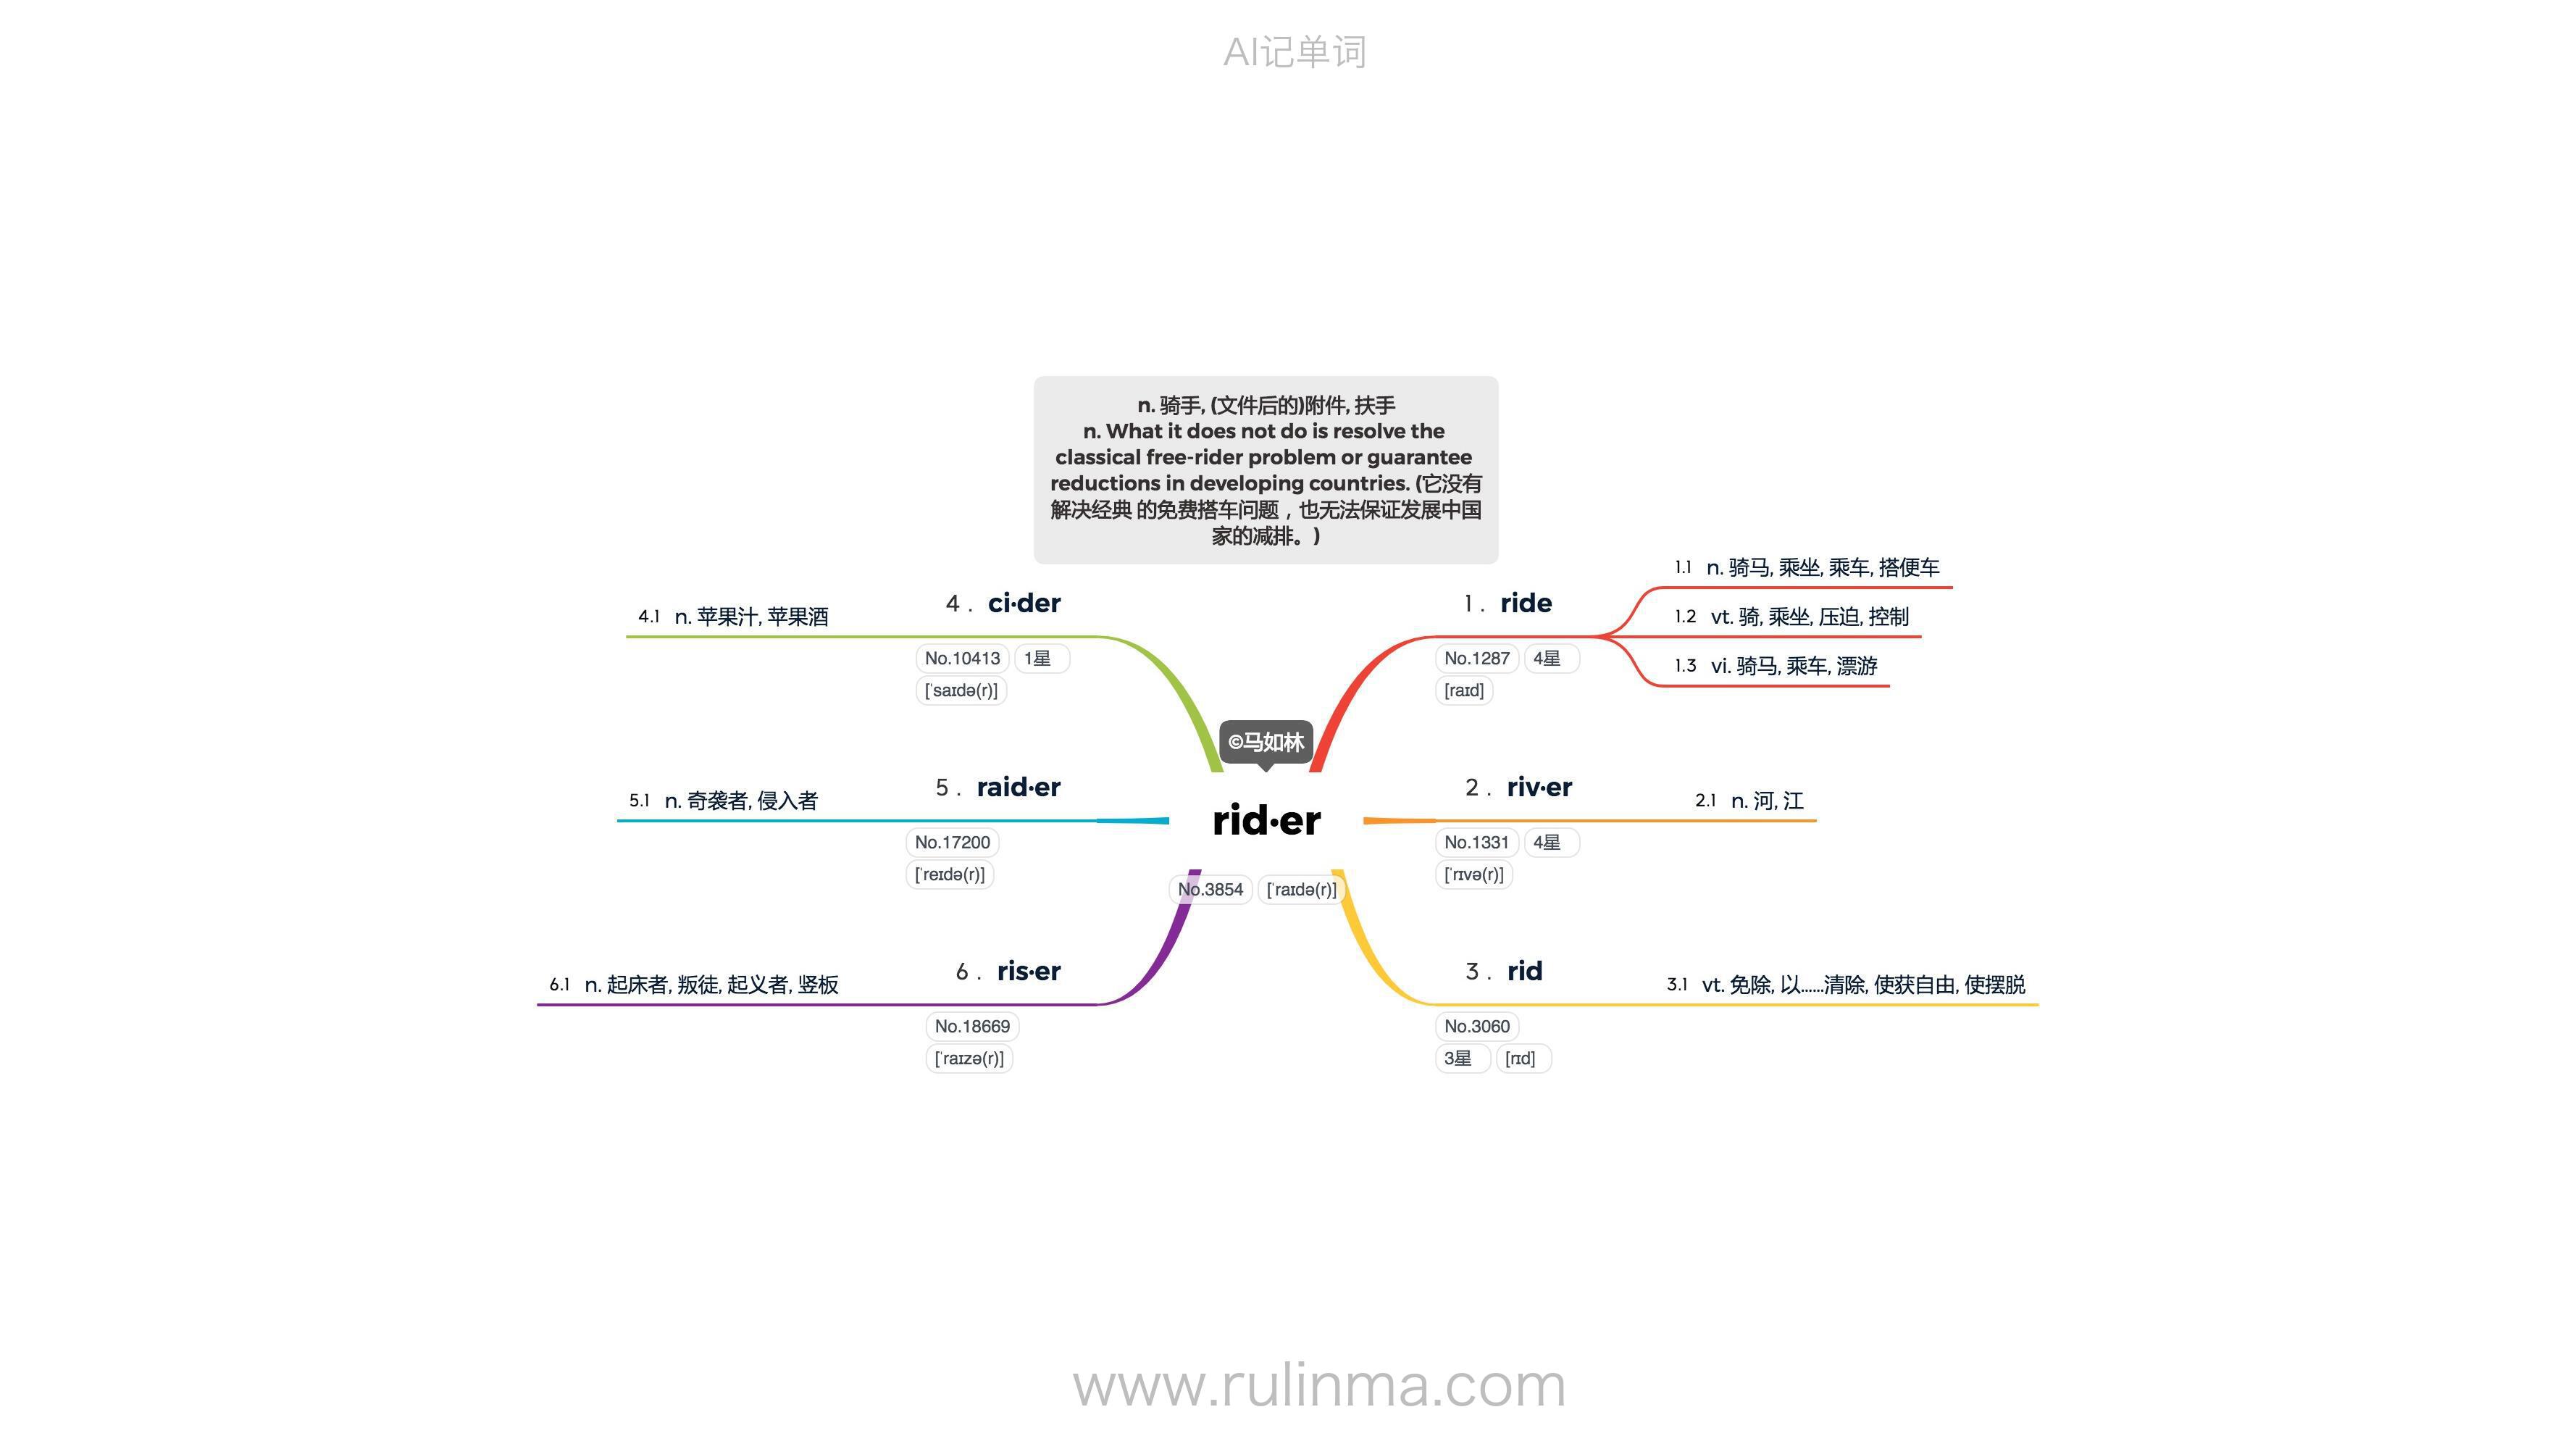 AI记单词
n. 骑手, (文件后的)附件, 扶手
n. What it does not do is resolve the
classical free-rider problem or guarantee
reductions in developing countries. (它没有
解决经典 的免费搭车问题，也无法保证发展中国
家的减排。)
©马如林
rid·er
No.3854 [ˈraɪdə(r)]
1. ride
No.1287 4星
[raɪd]
1.1 n. 骑马, 乘坐, 乘车, 搭便车
1.2 vt. 骑, 乘坐, 压迫, 控制
1.3 vi. 骑马, 乘车, 漂游
2. riv·er
No.1331 4星
[ˈrɪvə(r)]
2.1 n. 河, 江
3. rid
No.3060
3星 [rɪd]
3.1 vt. 免除, 以......清除, 使获自由, 使摆脱
4. ci·der
No.10413 1星
[ˈsaɪdə(r)]
4.1 n. 苹果汁, 苹果酒
5. raid·er
No.17200
[ˈreɪdə(r)]
5.1 n. 奇袭者, 侵入者
6. ris·er
No.18669
[ˈraɪzə(r)]
6.1 n. 起床者, 叛徒, 起义者, 竖板
www.rulinma.com